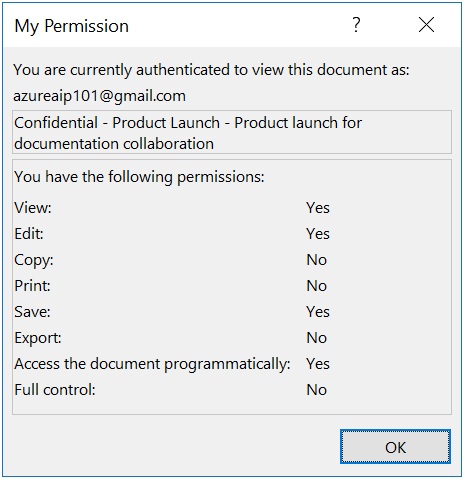 My Permission ?
You are currently authenticated to view this document as:
azureaip101@gmail.com
Confidential - Product Launch - Product launch for
documentation collaboration
You have the following permissions:
View: Yes
Edit: Yes
Copy: No
Print: No
Save: Yes
Export: No
Access the document programmatically: Yes
Full control: No
OK